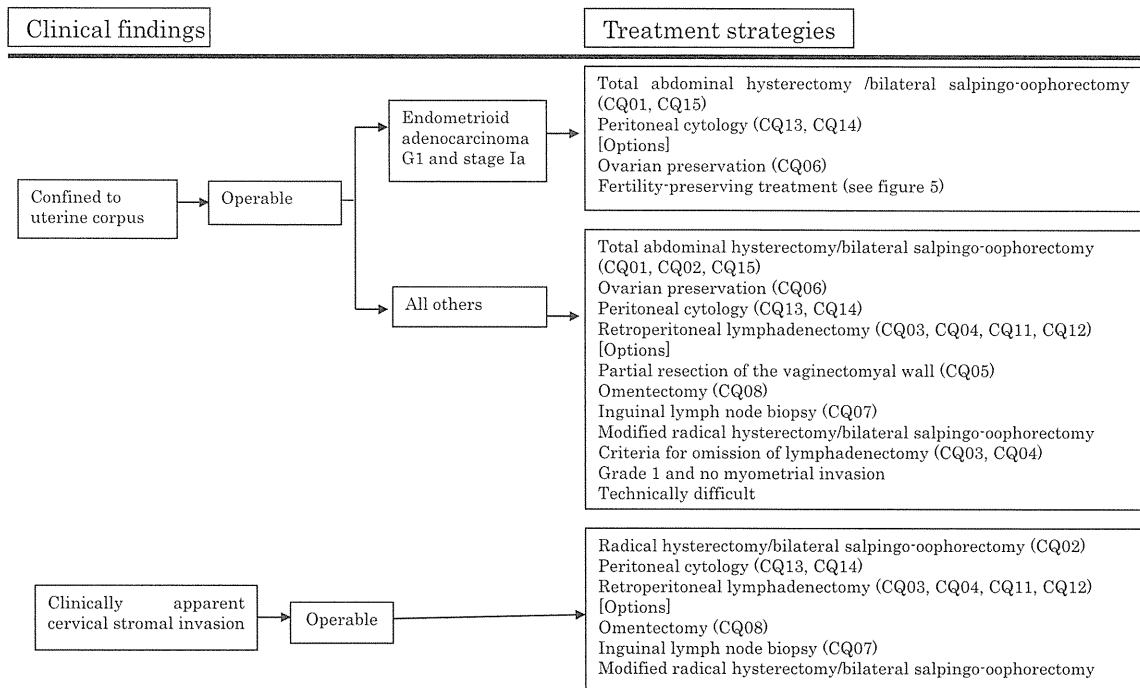 Clinical findings
Treatment strategies
Confined to
uterine corpus
Operable
Endometrioid
adenocarcinoma
G1 and stage Ia
Total abdominal hysterectomy /bilateral salpingo-oophorectomy
(CQ01, CQ15)
Peritoneal cytology (CQ13, CQ14)
[Options]
Ovarian preservation (CQ06)
Fertility-preserving treatment (see figure 5)
All others
Total abdominal hysterectomy/bilateral salpingo-oophorectomy
(CQ01, CQ02, CQ15)
Ovarian preservation (CQ06)
Peritoneal cytology (CQ13, CQ14)
Retroperitoneal lymphadenectomy (CQ03, CQ04, CQ11, CQ12)
[Options]
Partial resection of the vaginectomyal wall (CQ05)
Omentectomy (CQ08)
Inguinal lymph node biopsy (CQ07)
Modified radical hysterectomy/bilateral salpingo-oophorectomy
Criteria for omission of lymphadenectomy (CQ03, CQ04)
Grade 1 and no myometrial invasion
Technically difficult
Clinically apparent
cervical stromal invasion
Operable
Radical hysterectomy/bilateral salpingo-oophorectomy (CQ02)
Peritoneal cytology (CQ13, CQ14)
Retroperitoneal lymphadenectomy (CQ03, CQ04, CQ11, CQ12)
[Options]
Omentectomy (CQ08)
Inguinal lymph node biopsy (CQ07)
Modified radical hysterectomy/bilateral salpingo-oophorectomy